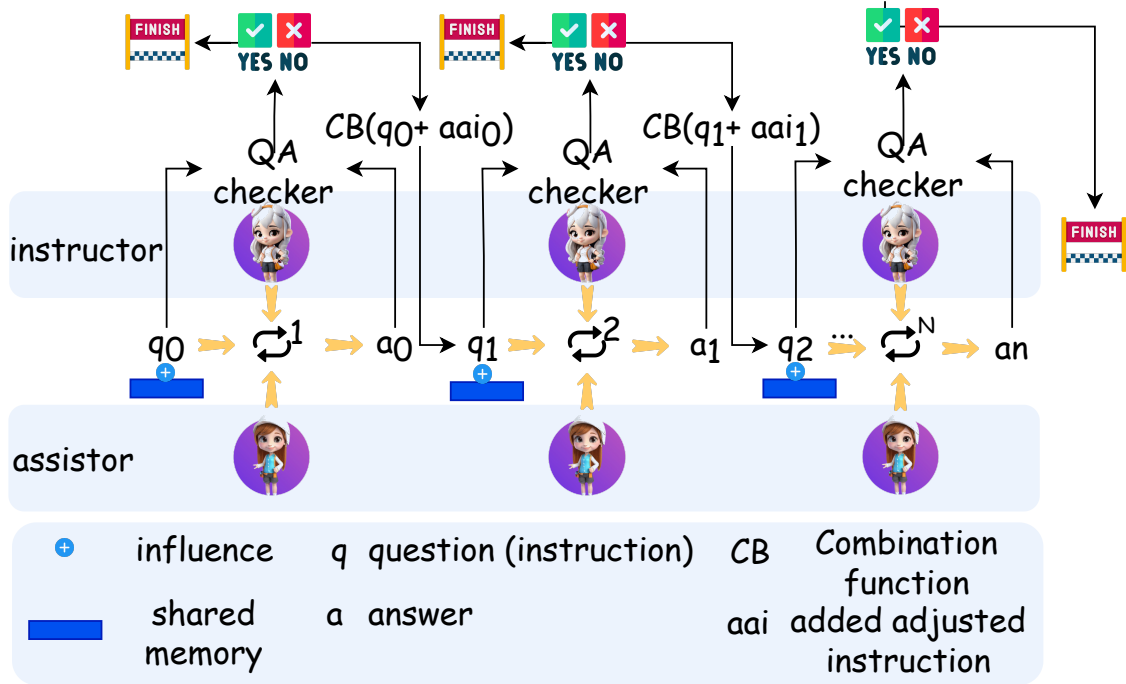 FINISH
YES NO
FINISH
YES NO
YES NO
CB(q0+ aai0)
CB(q1+ aai1)
QA
checker
QA
checker
QA
checker
FINISH
instructor
q0
1
a0
q1
2
a1
q2
...
N
an
assistor
influence
q question (instruction)
CB Combination
function
shared
memory
a answer
aai added adjusted
instruction